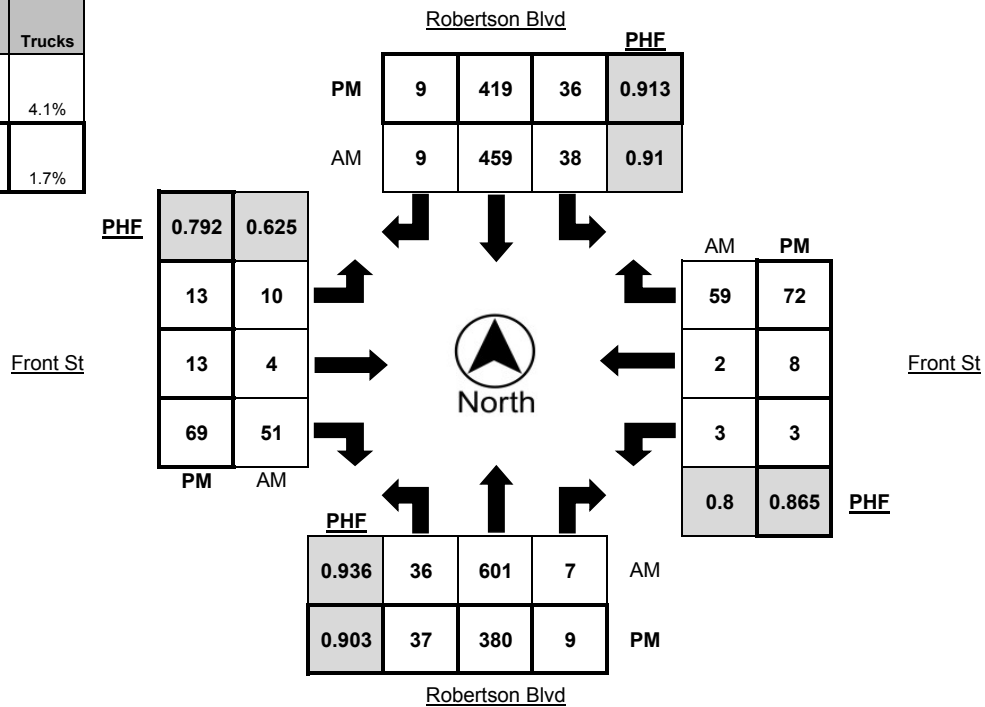 Robertson Blvd
Trucks
PHF
PM 9 419 36 0.913
4.1%
AM 9 459 38 0.91
1.7%
PHF 0.792 0.625
AM PM
13 10
59 72
Front St 13 4
North
2 8 Front St
69 51
3 3
PM AM
0.8 0.865 PHF
PHF
0.936 36 601 7 AM
0.903 37 380 9 PM
Robertson Blvd